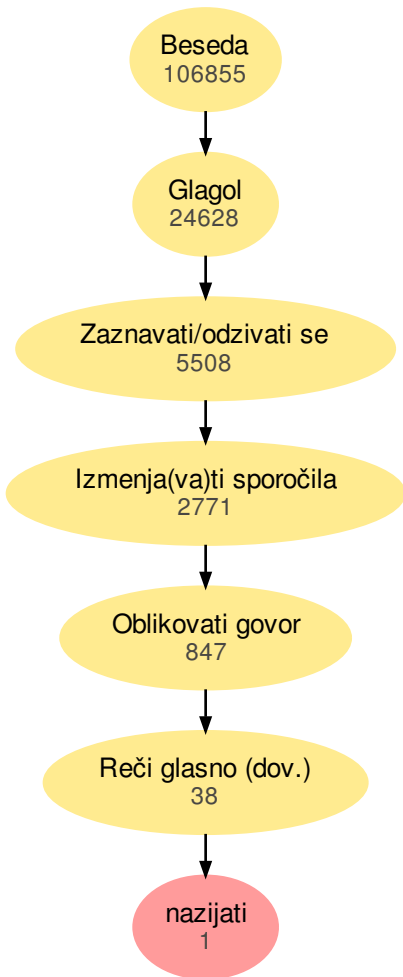 Beseda
106855
Glagol
24628
Zaznavati/odzivati se
5508
Izmenja(va)ti sporočila
2771
Oblikovati govor
847
Reči glasno (dov.)
38
nazijati
1